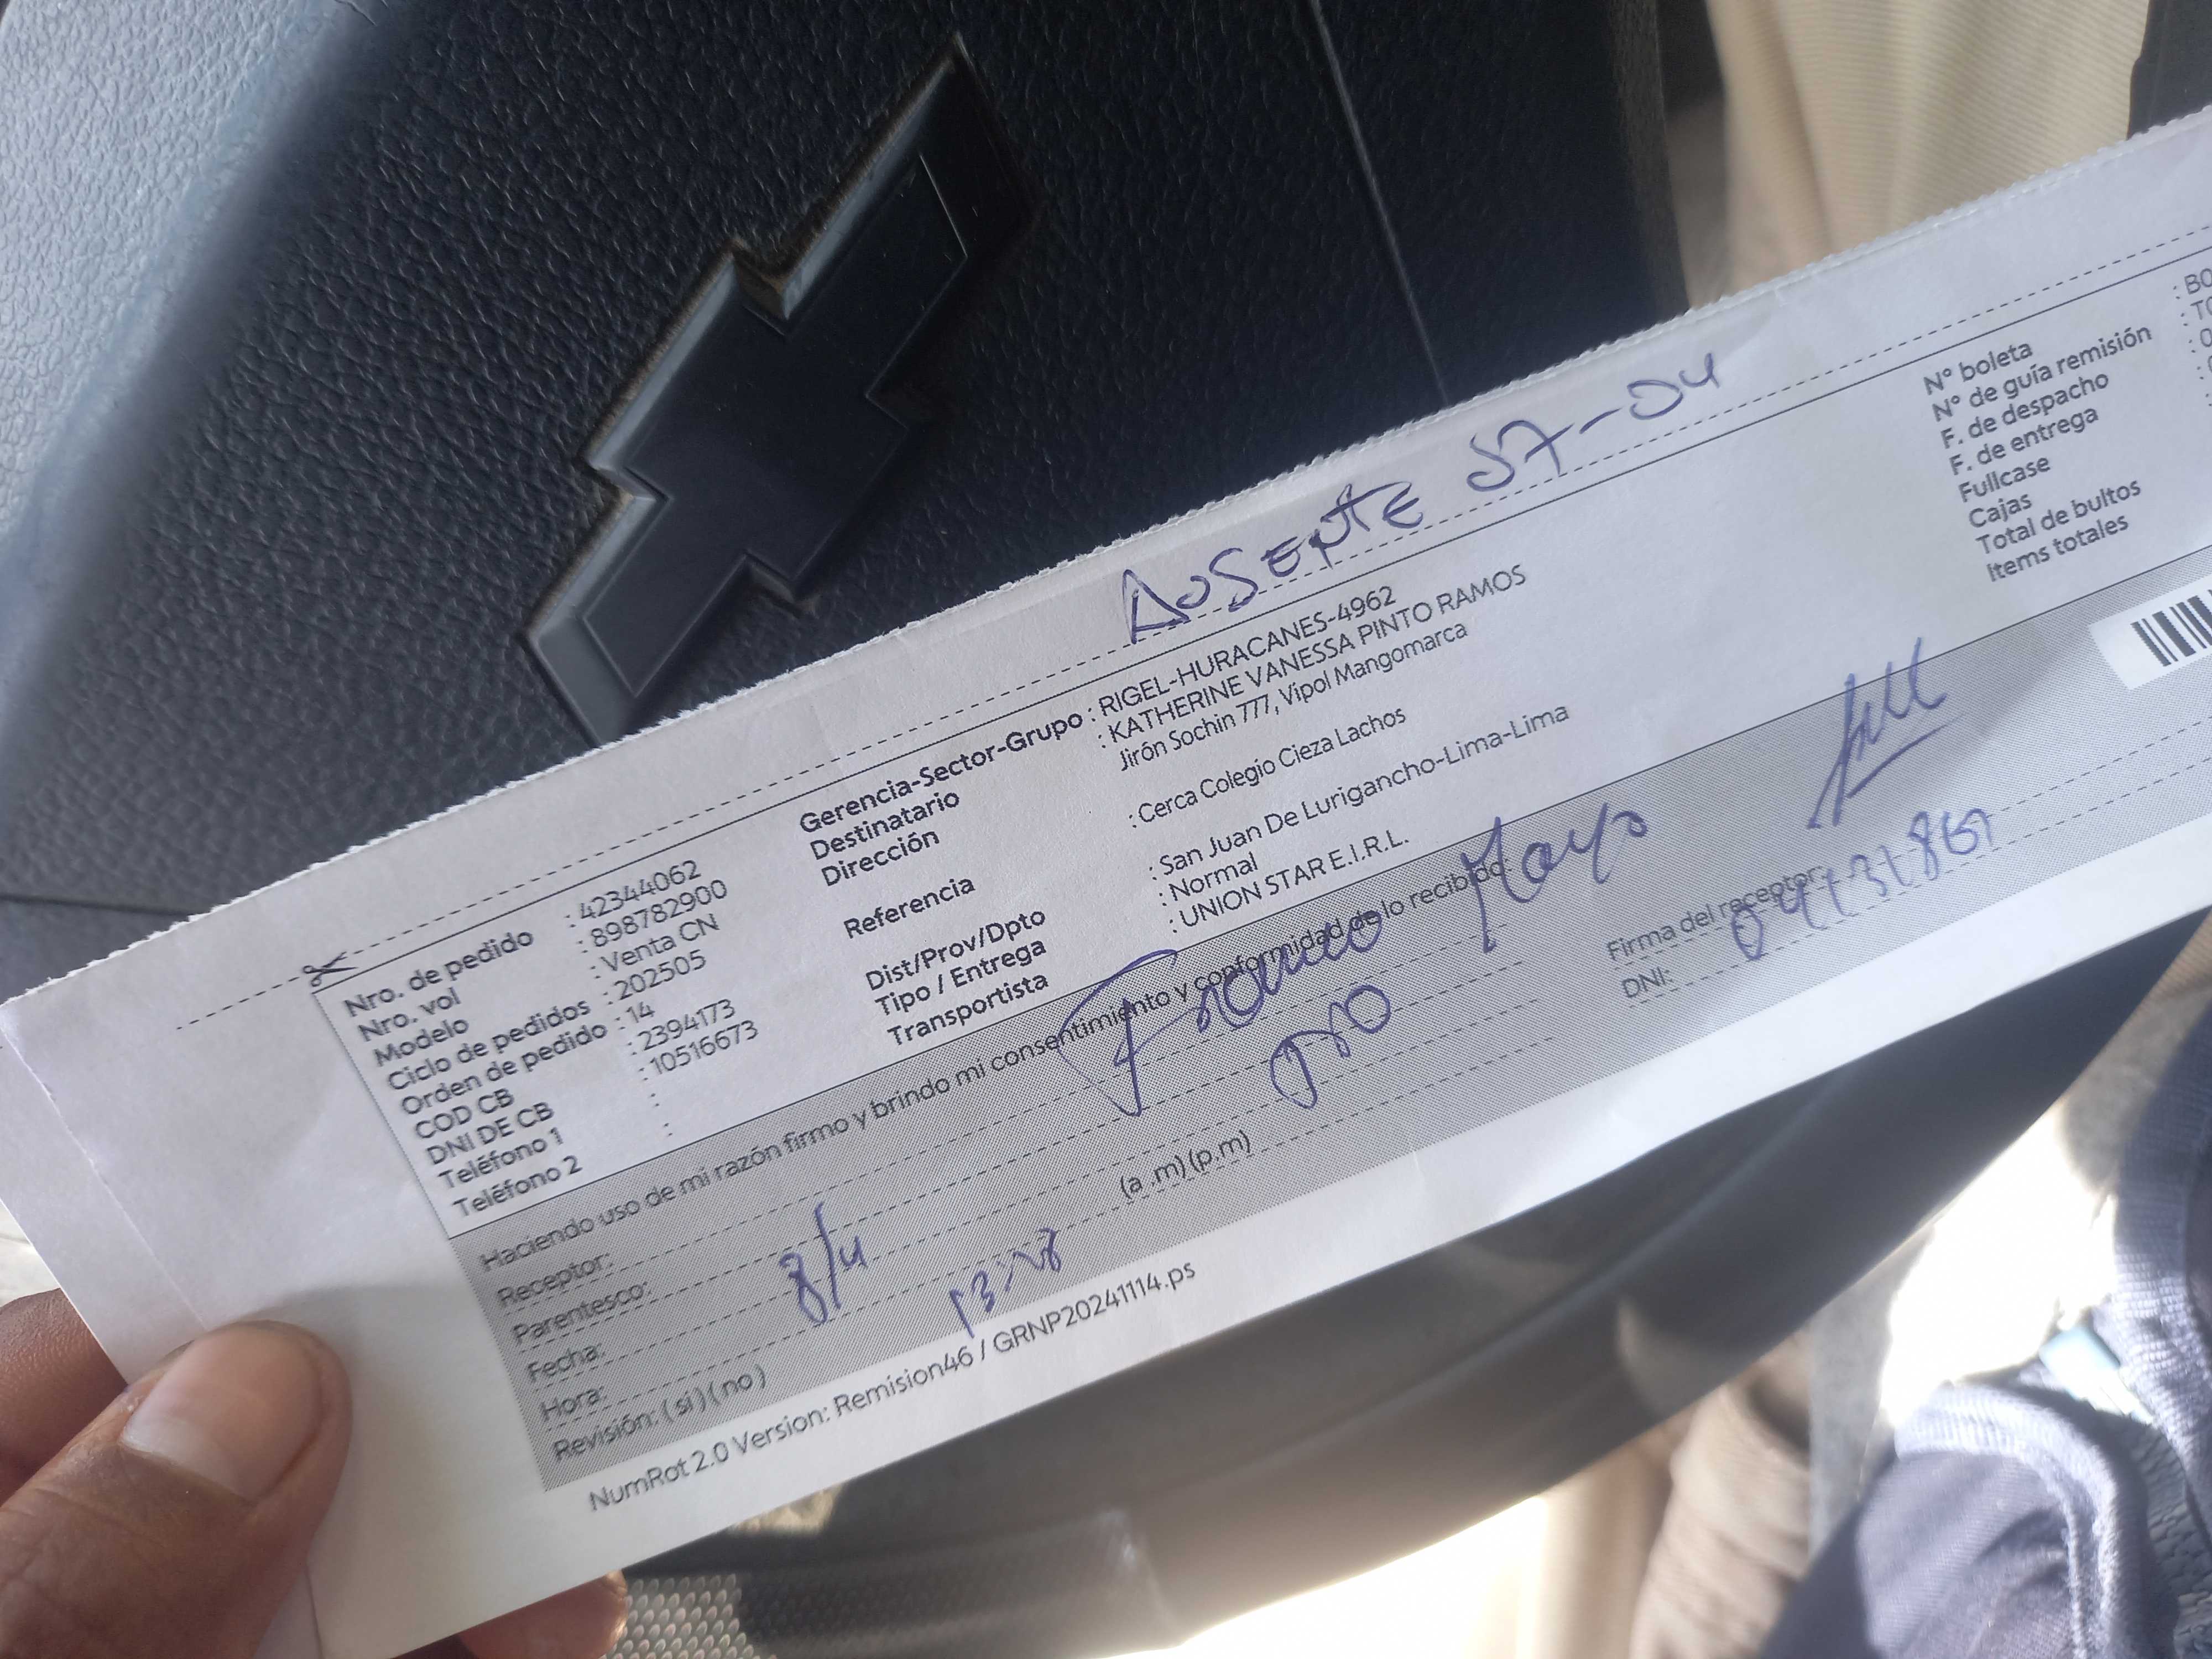 AUSENTE 07-04
Nro. de pedido : 42344062
Nro. vol : 898782900
Modelo : Venta CN
Ciclo de pedidos : 202505
Orden de pedido : 14
COD CB : 2394173
DNI DE CB : 10516673
Teléfono 1 :
Teléfono 2 :
Gerencia-Sector-Grupo : RIGEL-HURACANES-4962
Destinatario : KATHERINE VANESSA PINTO RAMOS
Dirección Jirón Sochin 777, Vipol Mangomarca
Referencia : Cerca Colegio Cieza Lachos
Dist/Prov/Dpto : San Juan De Lurigancho-Lima-Lima
Tipo / Entrega : Normal
Transportista : UNION STAR E.I.R.L.
N° boleta : BO
N° de guía remisión : T0
F. de despacho : 0
F. de entrega
Fullcase
Cajas
Total de bultos
Items totales
Haciendo uso de mi razón firmo y brindo mi consentimiento y conformidad de lo recibido:
Receptor: Mayo
Parentesco:
Fecha: 8/4
Hora: (a .m) (p.m)
Revisión: ( si ) ( no )
Firma del receptor:
DNI:
NumRot 2.0 Version: Remision46 / GRNP20241114.ps